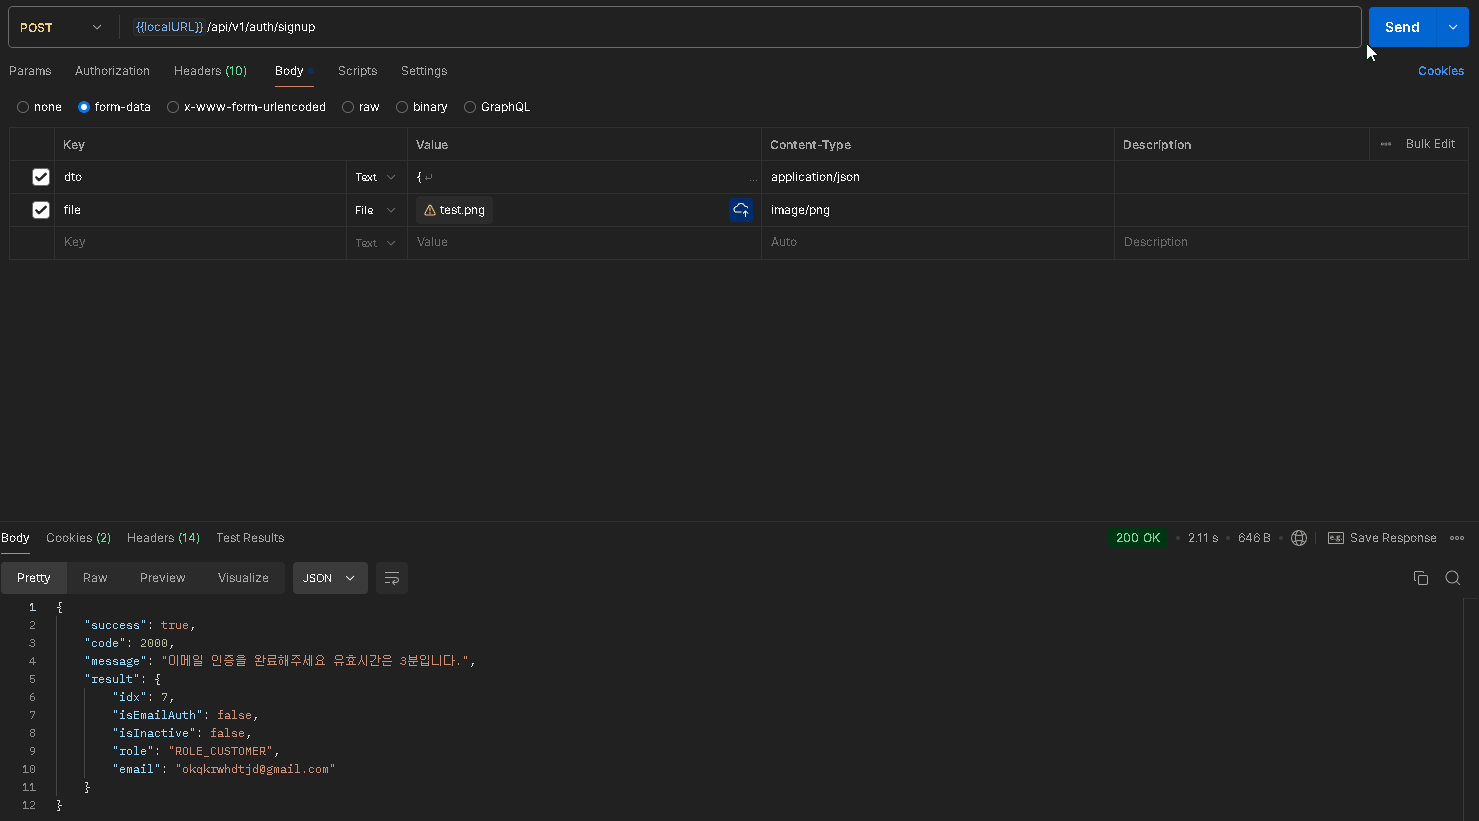 POST {{localURL}}/api/v1/auth/signup Send
Params Authorization Headers (10) Body Scripts Settings Cookies
none form-data x-www-form-urlencoded raw binary GraphQL
Key Value Content-Type Description ••• Bulk Edit
dto Text { ↵ ... application/json
file File test.png image/png
Key Text Value Auto Description
Body Cookies (2) Headers (14) Test Results 200 OK • 2.11 s • 646 B • e.g. Save Response •••
Pretty Raw Preview Visualize JSON
1 {
2 "success": true,
3 "code": 2000,
4 "message": "이메일 인증을 완료해주세요 유효시간은 3분입니다.",
5 "result": {
6 "idx": 7,
7 "isEmailAuth": false,
8 "isInactive": false,
9 "role": "ROLE_CUSTOMER",
10 "email": "okqkrwhdtjd@gmail.com"
11 }
12 }